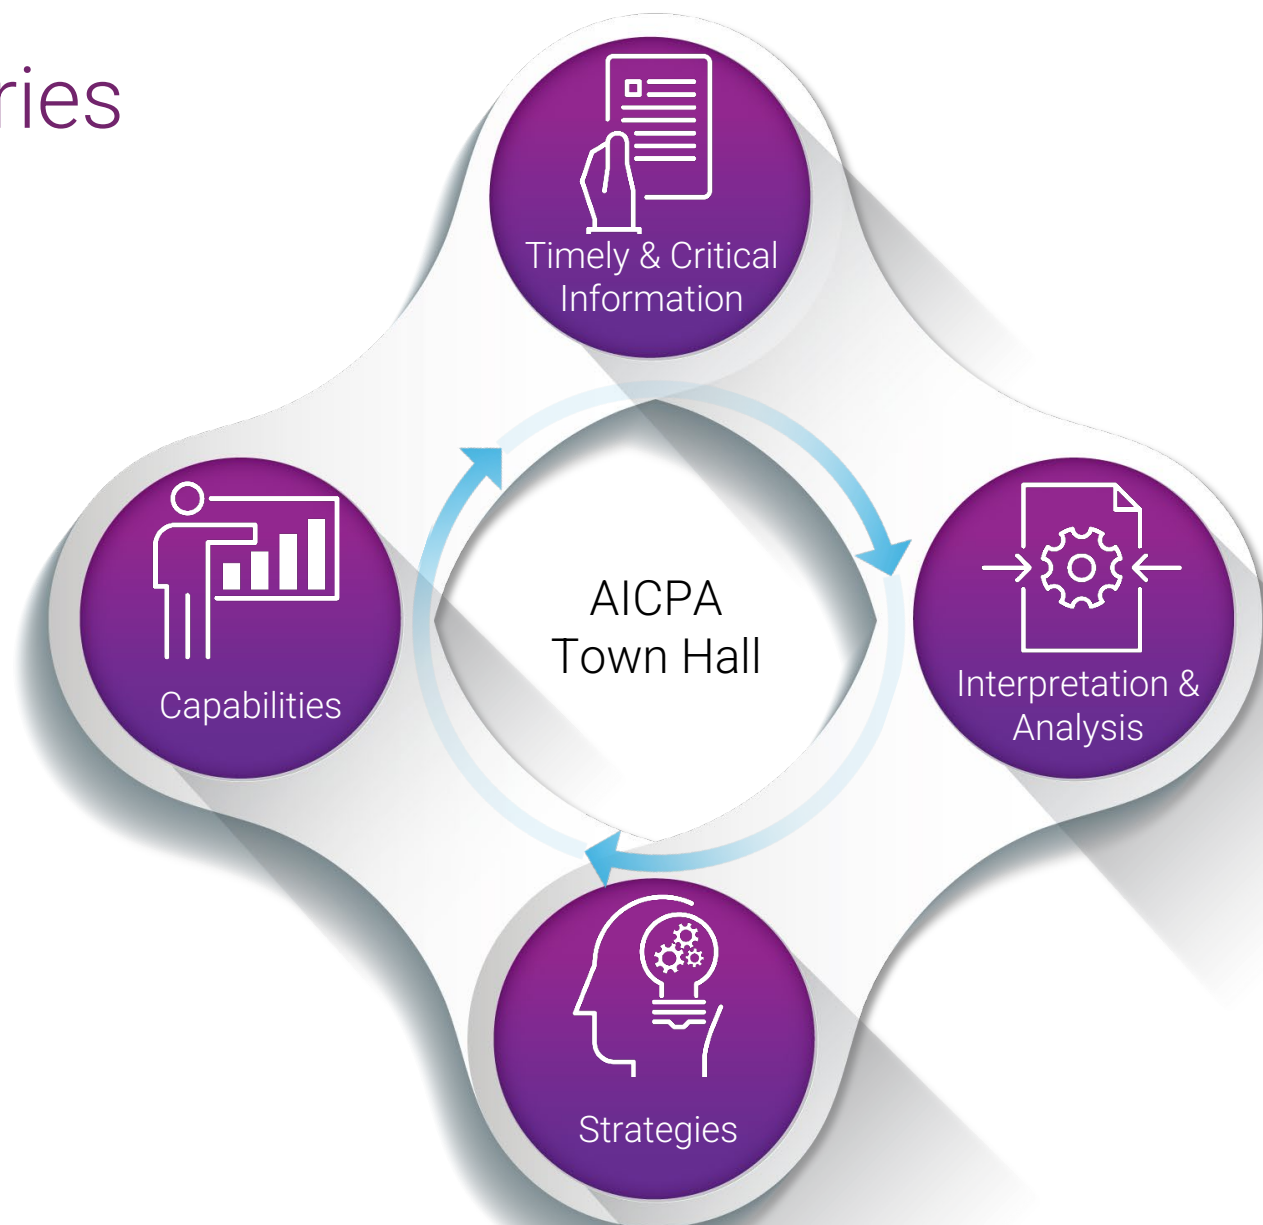 ries
Timely & Critical
Information
AICPA
Town Hall
Capabilities
Interpretation &
Analysis
Strategies